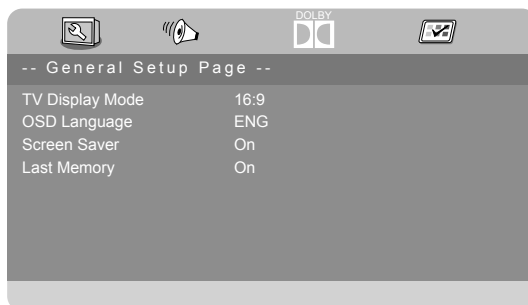 DOLBY
-- General Setup Page --
TV Display Mode 16:9
OSD Language ENG
Screen Saver On
Last Memory On